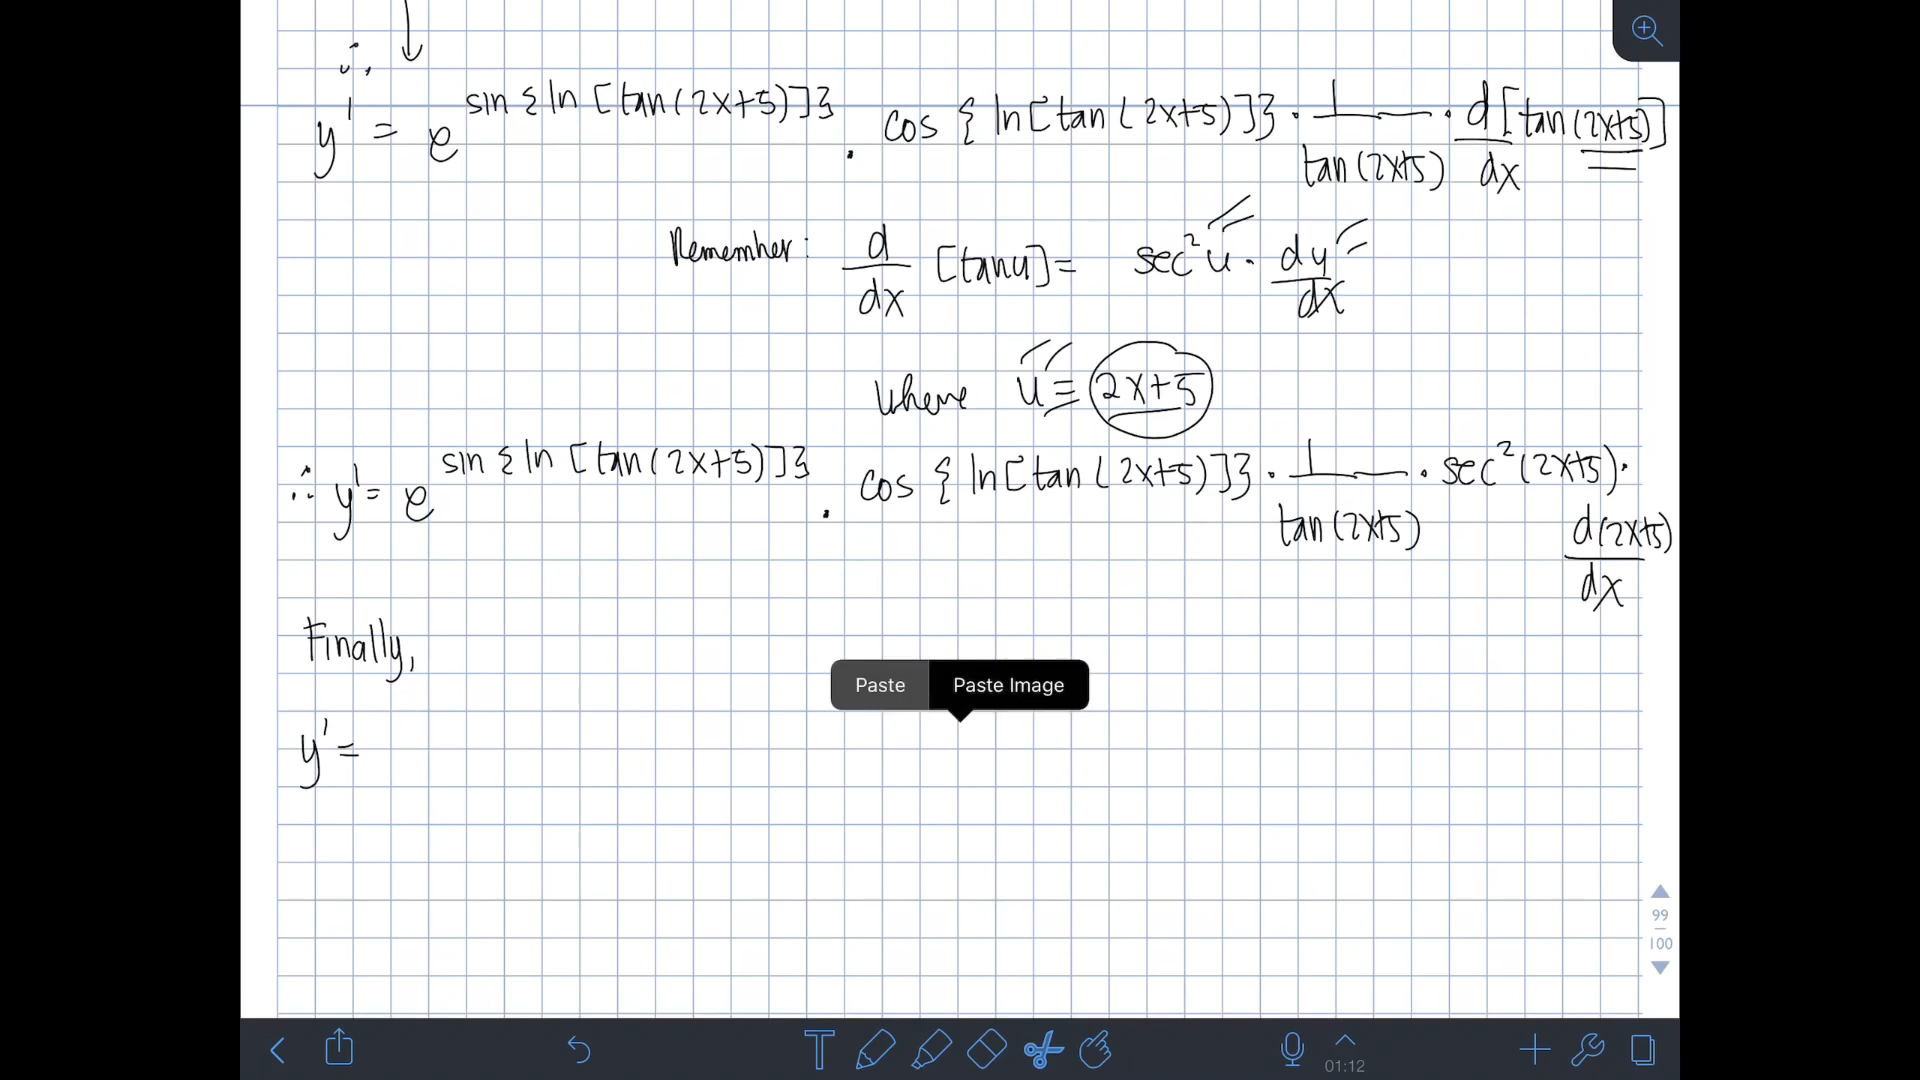 ∴
y' = e^sin{ln[tan(2x+5)]} . cos{ln[tan(2x+5)]} . 1/tan(2x+5) . d/dx [tan(2x+5)]
Remember: d/dx [tanu] = sec²u . dy/dx
where u = 2x+5
∴ y' = e^sin{ln[tan(2x+5)]} . cos{ln[tan(2x+5)]} . 1/tan(2x+5) . sec²(2x+5) . d(2x+5)/dx
Finally,
Paste Paste Image
y' =
99
100
01:12